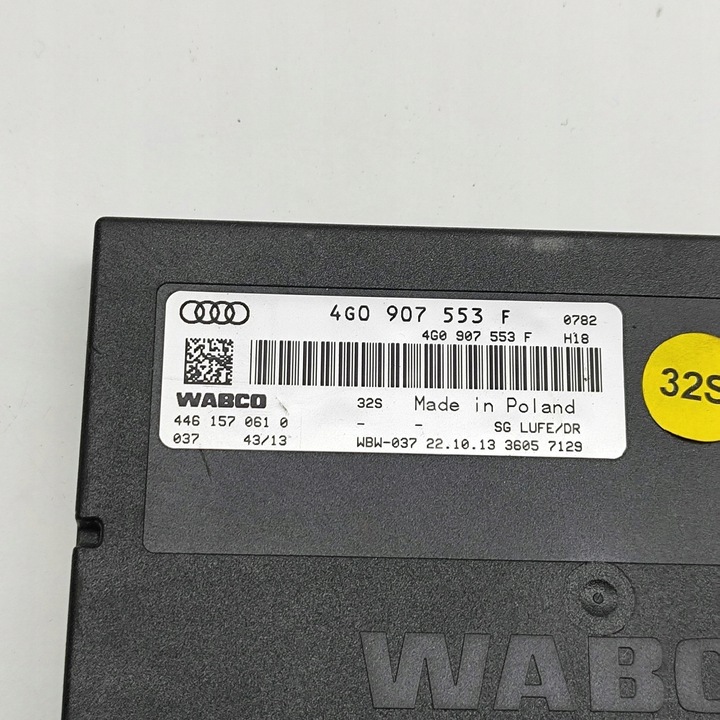 4G0 907 553 F 0782
4G0 907 553 F H18
WABCO 32S Made in Poland
446 157 061 0 - - SG LUFE/DR
037 43/13 WBW-037 22.10.13 3605 7129
32S
WABC